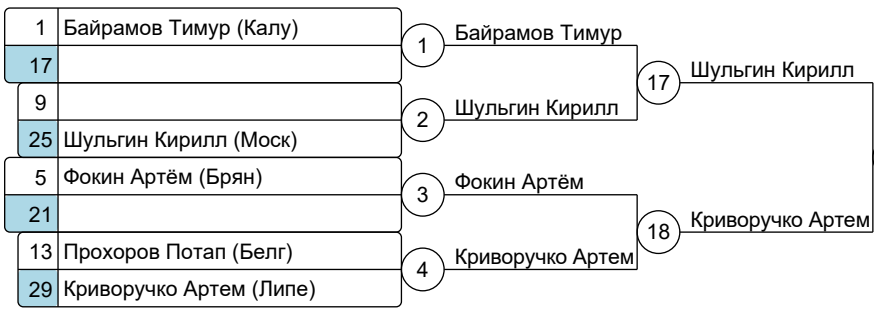 1 Байрамов Тимур (Калу)
17
1
Байрамов Тимур
9
25 Шульгин Кирилл (Моск)
2
Шульгин Кирилл
17
Шульгин Кирилл
5 Фокин Артём (Брян)
21
3
Фокин Артём
13 Прохоров Потап (Белг)
29 Криворучко Артем (Липе)
4
Криворучко Артем
18
Криворучко Артем